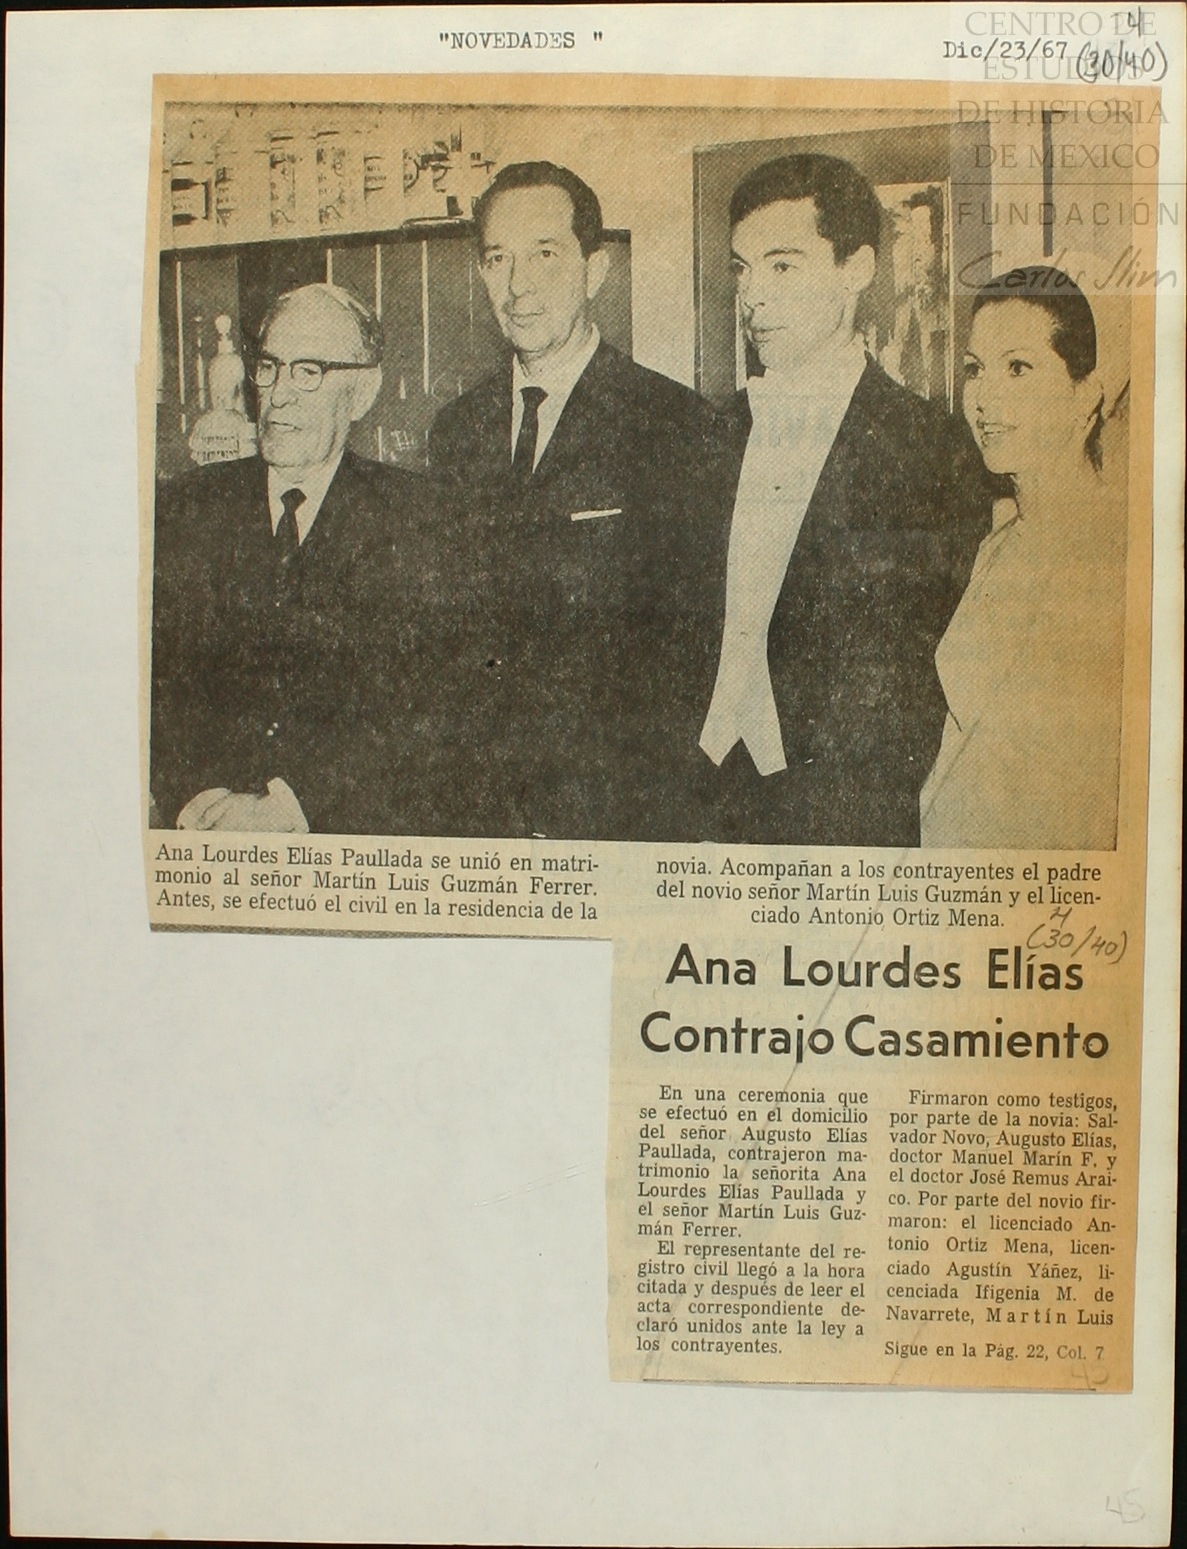 "NOVEDADES "
Dic/23/67
4
(30/40)
CENTRO DE
ESTUDIOS
DE HISTORIA
DE MEXICO
FUNDACIÓN
Carlos Slim
Ana Lourdes Elías Paullada se unió en matri-
monio al señor Martín Luis Guzmán Ferrer.
Antes, se efectuó el civil en la residencia de la
novia. Acompañan a los contrayentes el padre
del novio señor Martín Luis Guzmán y el licen-
ciado Antonio Ortiz Mena.
4
(30/40)
Ana Lourdes Elías
Contrajo Casamiento
En una ceremonia que
se efectuó en el domicilio
del señor Augusto Elías
Paullada, contrajeron ma-
trimonio la señorita Ana
Lourdes Elías Paullada y
el señor Martín Luis Guz-
mán Ferrer.
El representante del re-
gistro civil llegó a la hora
citada y después de leer el
acta correspondiente de-
claró unidos ante la ley a
los contrayentes.
Firmaron como testigos,
por parte de la novia: Sal-
vador Novo, Augusto Elías,
doctor Manuel Marín F. y
el doctor José Remus Arai-
co. Por parte del novio fir-
maron: el licenciado An-
tonio Ortiz Mena, licen-
ciado Agustín Yáñez, li-
cenciada Ifigenia M. de
Navarrete, Martín Luis
Sigue en la Pág. 22, Col. 7
45
45